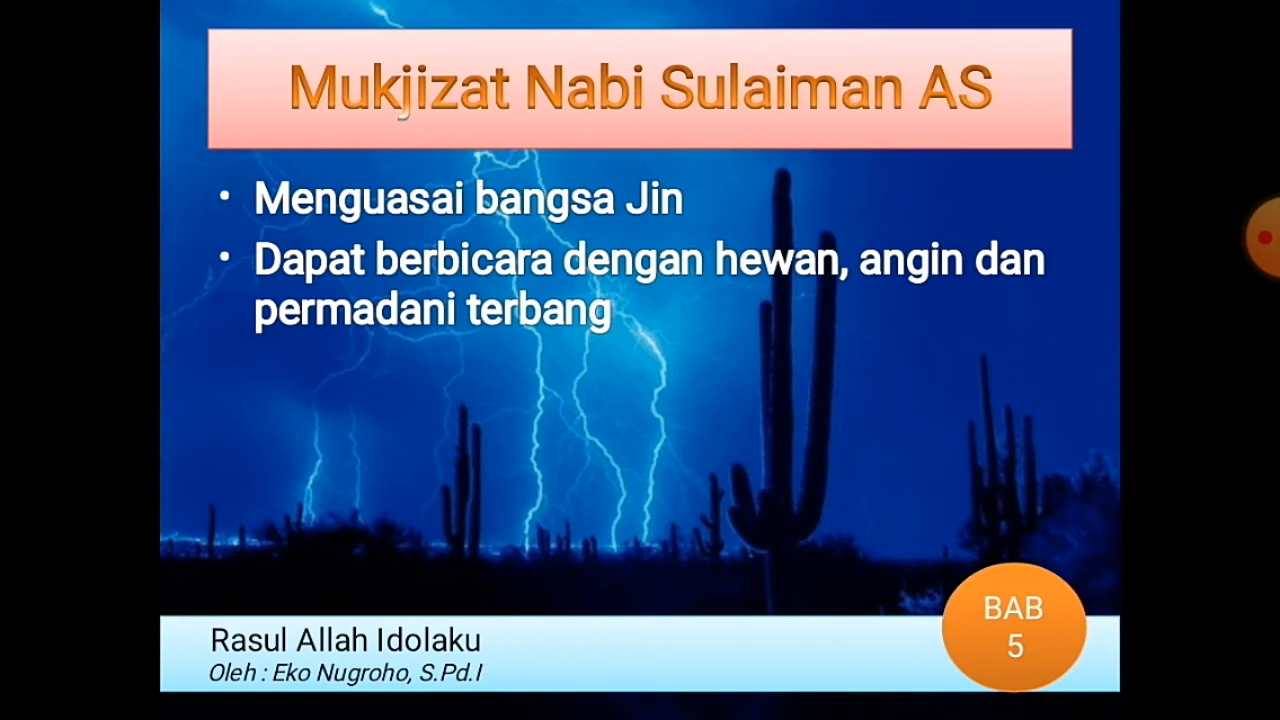 Mukjizat Nabi Sulaiman AS
• Menguasai bangsa Jin
• Dapat berbicara dengan hewan, angin dan
permadani terbang
BAB
5
Rasul Allah Idolaku
Oleh : Eko Nugroho, S.Pd.I